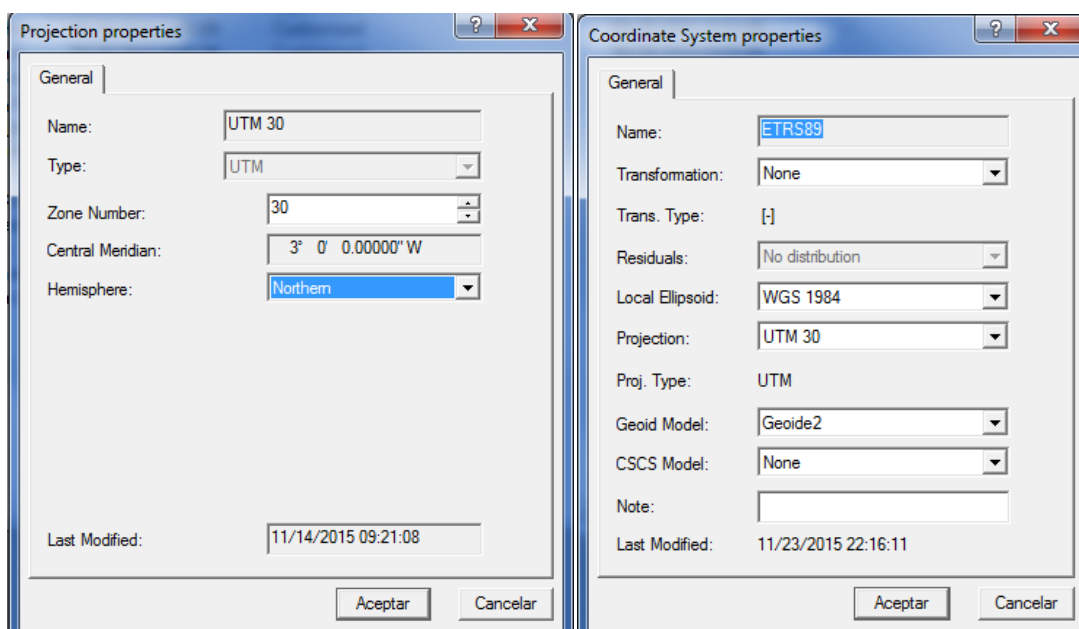 Projection properties
General
Name: UTM 30
Type: UTM
Zone Number: 30
Central Meridian: 3° 0' 0.00000" W
Hemisphere: Northern
Last Modified: 11/14/2015 09:21:08
Aceptar Cancelar
Coordinate System properties
General
Name: ETRS89
Transformation: None
Trans. Type: [-]
Residuals: No distribution
Local Ellipsoid: WGS 1984
Projection: UTM 30
Proj. Type: UTM
Geoid Model: Geoide2
CSCS Model: None
Note:
Last Modified: 11/23/2015 22:16:11
Aceptar Cancelar